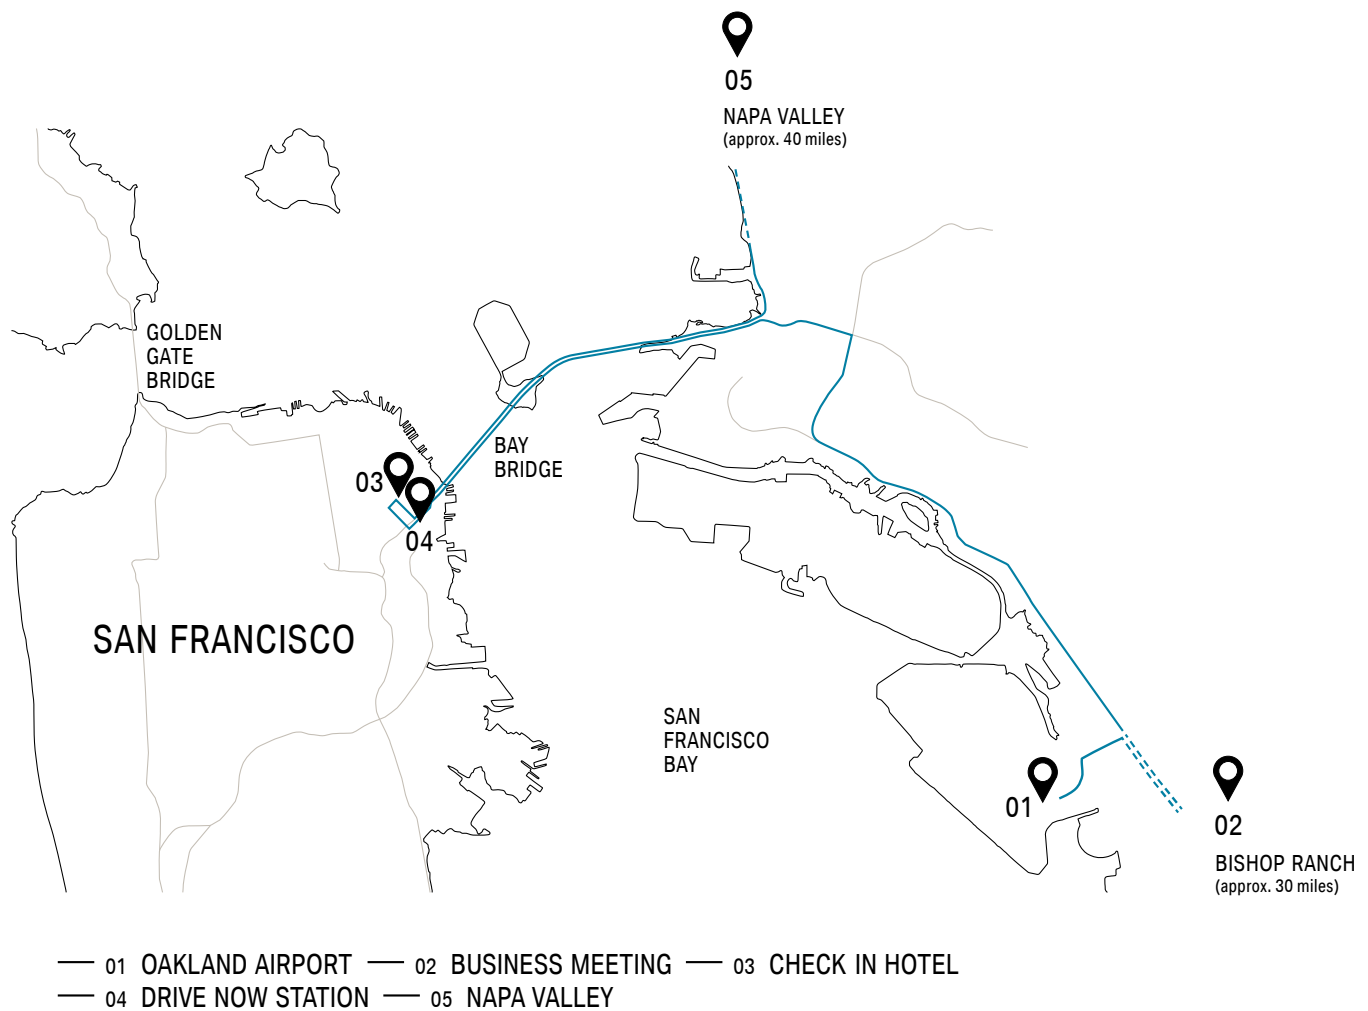 05
NAPA VALLEY
(approx. 40 miles)
GOLDEN
GATE
BRIDGE
BAY
BRIDGE
03
04
SAN FRANCISCO
SAN
FRANCISCO
BAY
01
02
BISHOP RANCH
(approx. 30 miles)
01 OAKLAND AIRPORT 02 BUSINESS MEETING 03 CHECK IN HOTEL
04 DRIVE NOW STATION 05 NAPA VALLEY